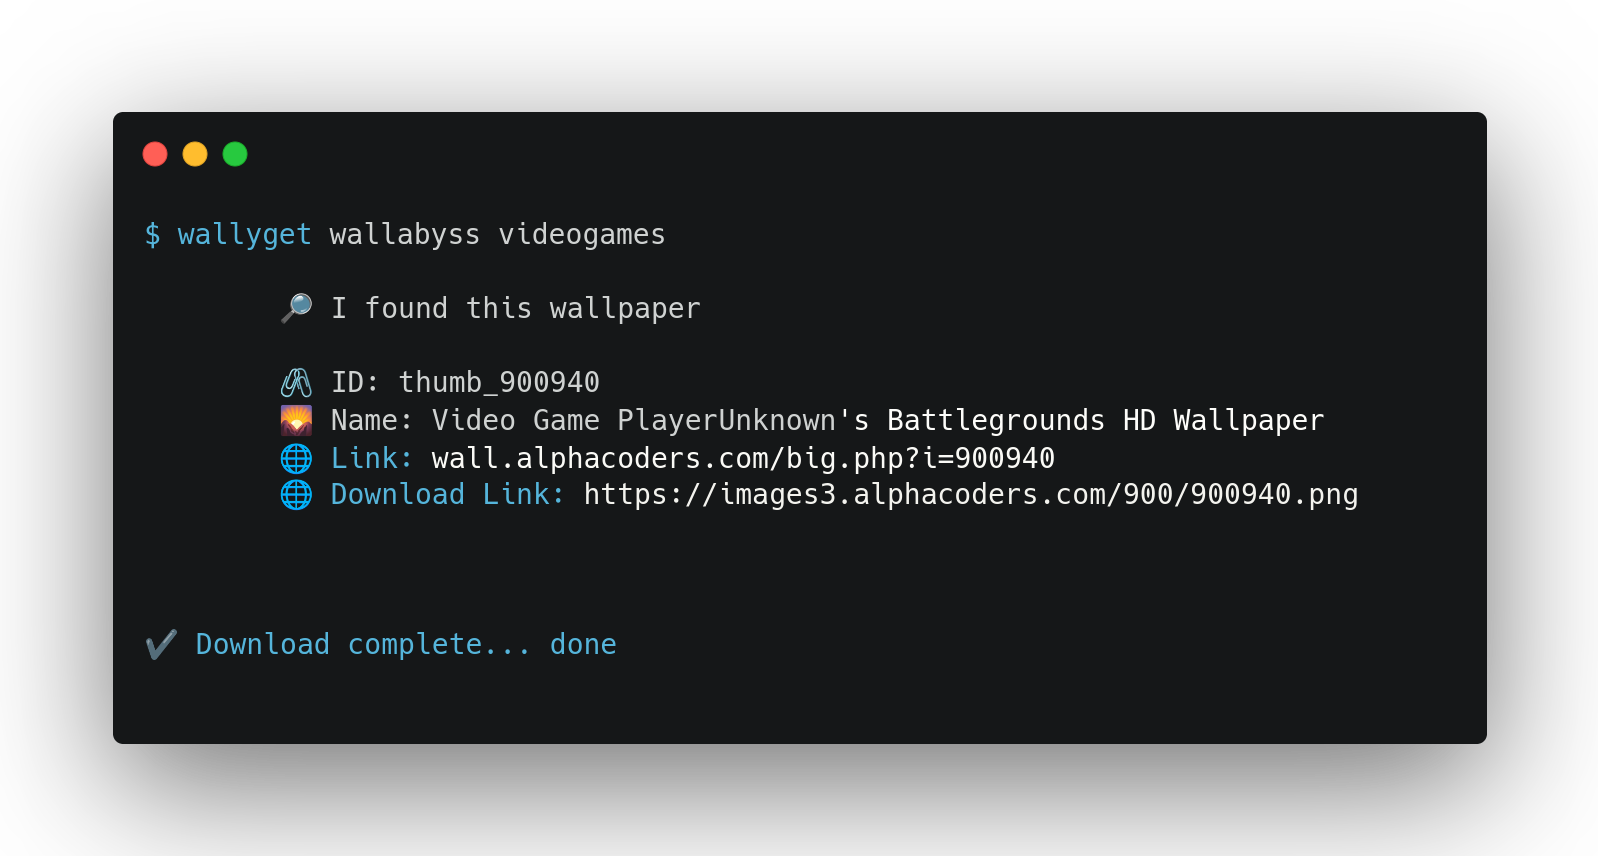 $ wallyget wallabyss videogames
🔎 I found this wallpaper
🖇 ID: thumb_900940
🌄 Name: Video Game PlayerUnknown's Battlegrounds HD Wallpaper
🌐 Link: wall.alphacoders.com/big.php?i=900940
🌐 Download Link: https://images3.alphacoders.com/900/900940.png
✔ Download complete... done